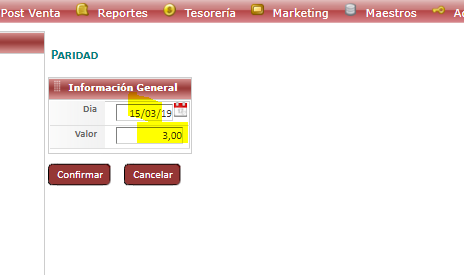 Post Venta Reportes Tesorería Marketing Maestros
PARIDAD
Información General
Dia 15/03/19
Valor 3,00
Confirmar Cancelar